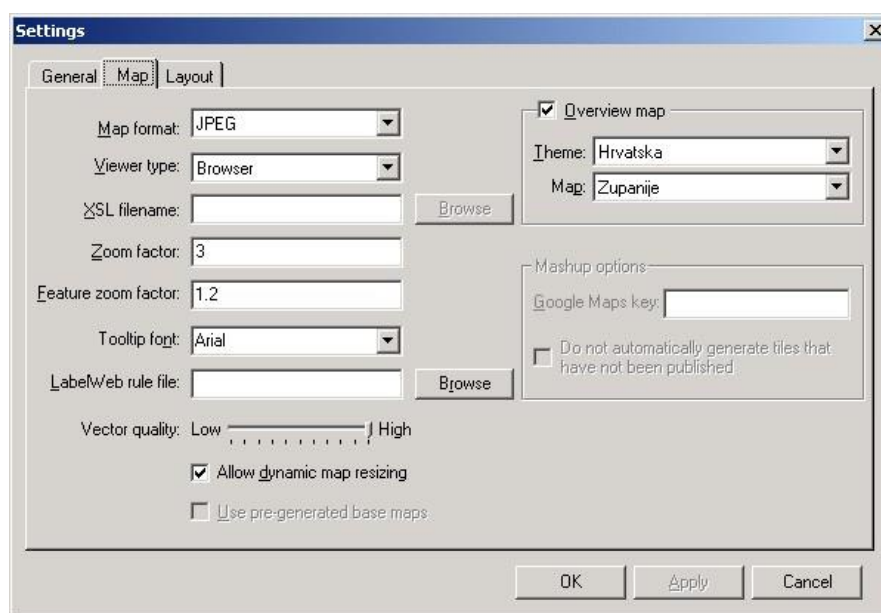 Settings
General Map Layout
Map format: JPEG
Viewer type: Browser
XSL filename: Browse
Zoom factor: 3
Feature zoom factor: 1.2
Tooltip font: Arial
LabelWeb rule file: Browse
Vector quality: Low High
Allow dynamic map resizing
Use pre-generated base maps
Overview map
Theme: Hrvatska
Map: Zupanije
Mashup options
Google Maps key:
Do not automatically generate tiles that
have not been published
OK Apply Cancel